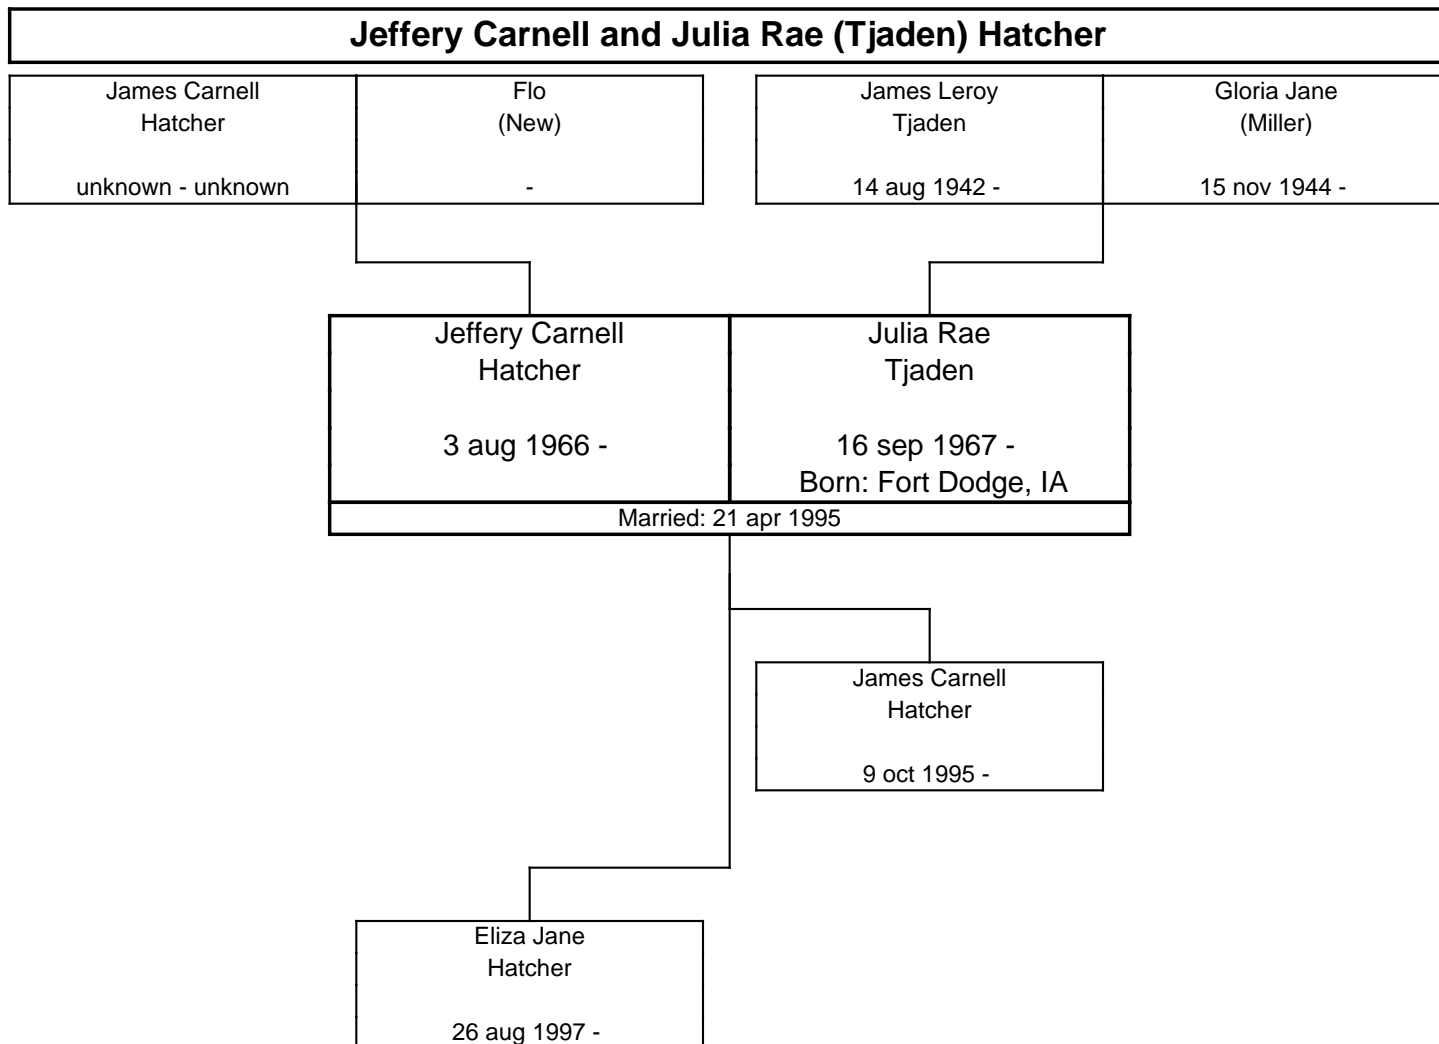 Jeffery Carnell and Julia Rae (Tjaden) Hatcher
James Carnell
Hatcher
unknown - unknown
Flo
(New)
-
James Leroy
Tjaden
14 aug 1942 -
Gloria Jane
(Miller)
15 nov 1944 -
Jeffery Carnell
Hatcher
3 aug 1966 -
Julia Rae
Tjaden
16 sep 1967 -
Born: Fort Dodge, IA
Married: 21 apr 1995
James Carnell
Hatcher
9 oct 1995 -
Eliza Jane
Hatcher
26 aug 1997 -